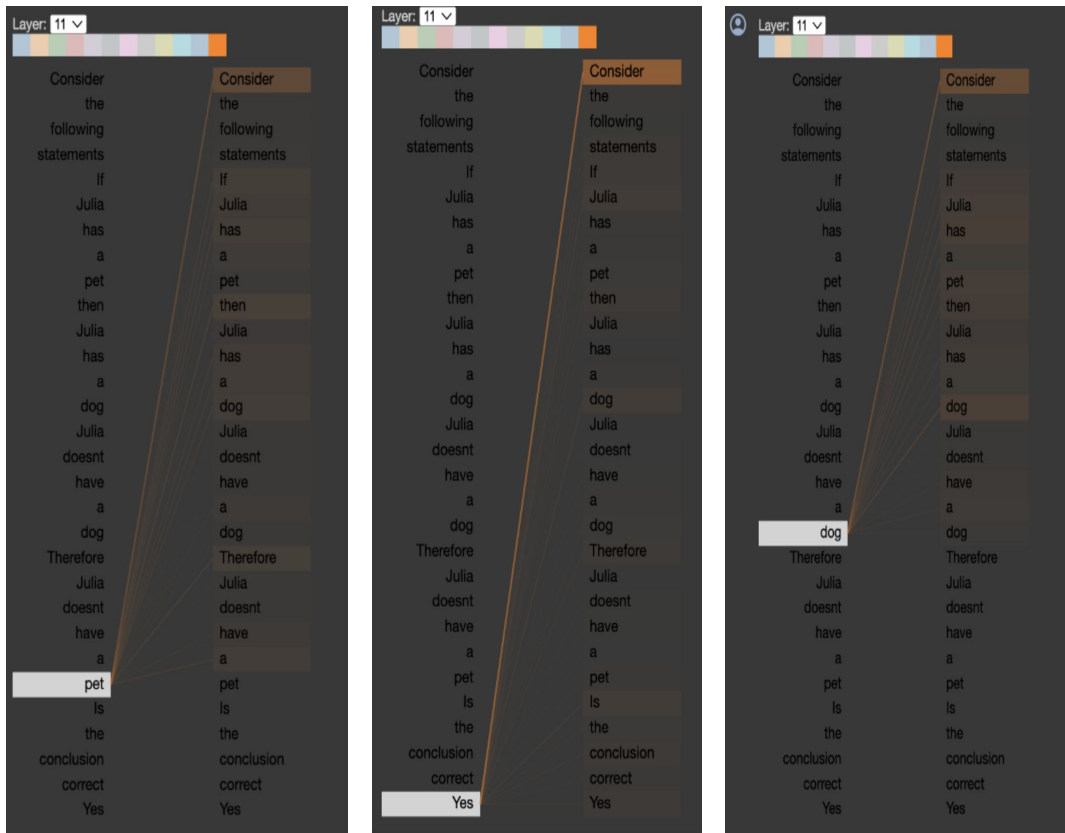 Layer: 11
Consider Consider
the the
following following
statements statements
If If
Julia Julia
has has
a a
pet pet
then then
Julia Julia
has has
a a
dog dog
Julia Julia
doesnt doesnt
have have
a a
dog dog
Therefore Therefore
Julia Julia
doesnt doesnt
have have
a a
pet pet
Is Is
the the
conclusion conclusion
correct correct
Yes Yes
Layer: 11
Consider Consider
the the
following following
statements statements
If If
Julia Julia
has has
a a
pet pet
then then
Julia Julia
has has
a a
dog dog
Julia Julia
doesnt doesnt
have have
a a
dog dog
Therefore Therefore
Julia Julia
doesnt doesnt
have have
a a
pet pet
Is Is
the the
conclusion conclusion
correct correct
Yes Yes
Layer: 11
Consider Consider
the the
following following
statements statements
If If
Julia Julia
has has
a a
pet pet
then then
Julia Julia
has has
a a
dog dog
Julia Julia
doesnt doesnt
have have
a a
dog dog
Therefore Therefore
Julia Julia
doesnt doesnt
have have
a a
pet pet
Is Is
the the
conclusion conclusion
correct correct
Yes Yes